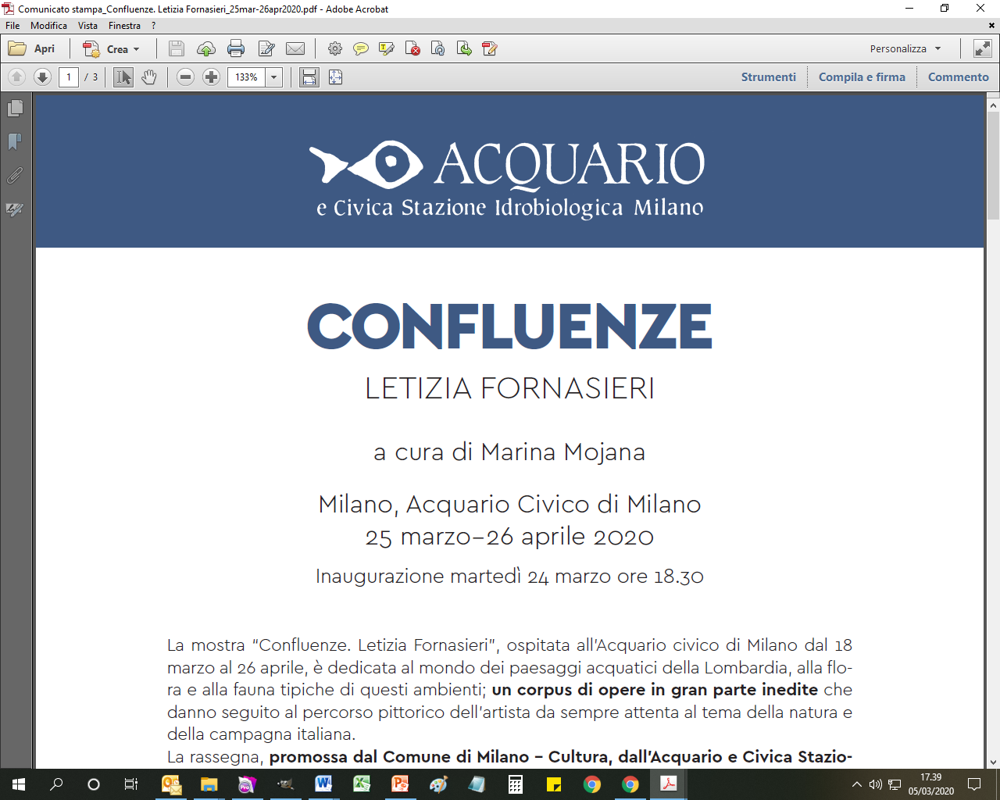 Comunicato stampa_Confluenze. Letizia Fornasieri_25mar-26apr2020.pdf - Adobe Acrobat
File Modifica Vista Finestra ?
Apri Crea Personalizza
1 / 3 133% Strumenti Compila e firma Commento
ACQUARIO
e Civica Stazione Idrobiologica Milano
CONFLUENZE
LETIZIA FORNASIERI
a cura di Marina Mojana
Milano, Acquario Civico di Milano
25 marzo–26 aprile 2020
Inaugurazione martedì 24 marzo ore 18.30
La mostra “Confluenze. Letizia Fornasieri”, ospitata all’Acquario civico di Milano dal 18
marzo al 26 aprile, è dedicata al mondo dei paesaggi acquatici della Lombardia, alla flo-
ra e alla fauna tipiche di questi ambienti; un corpus di opere in gran parte inedite che
danno seguito al percorso pittorico dell’artista da sempre attenta al tema della natura e
della campagna italiana.
La rassegna, promossa dal Comune di Milano – Cultura, dall’Acquario e Civica Stazio-
17.39
05/03/2020